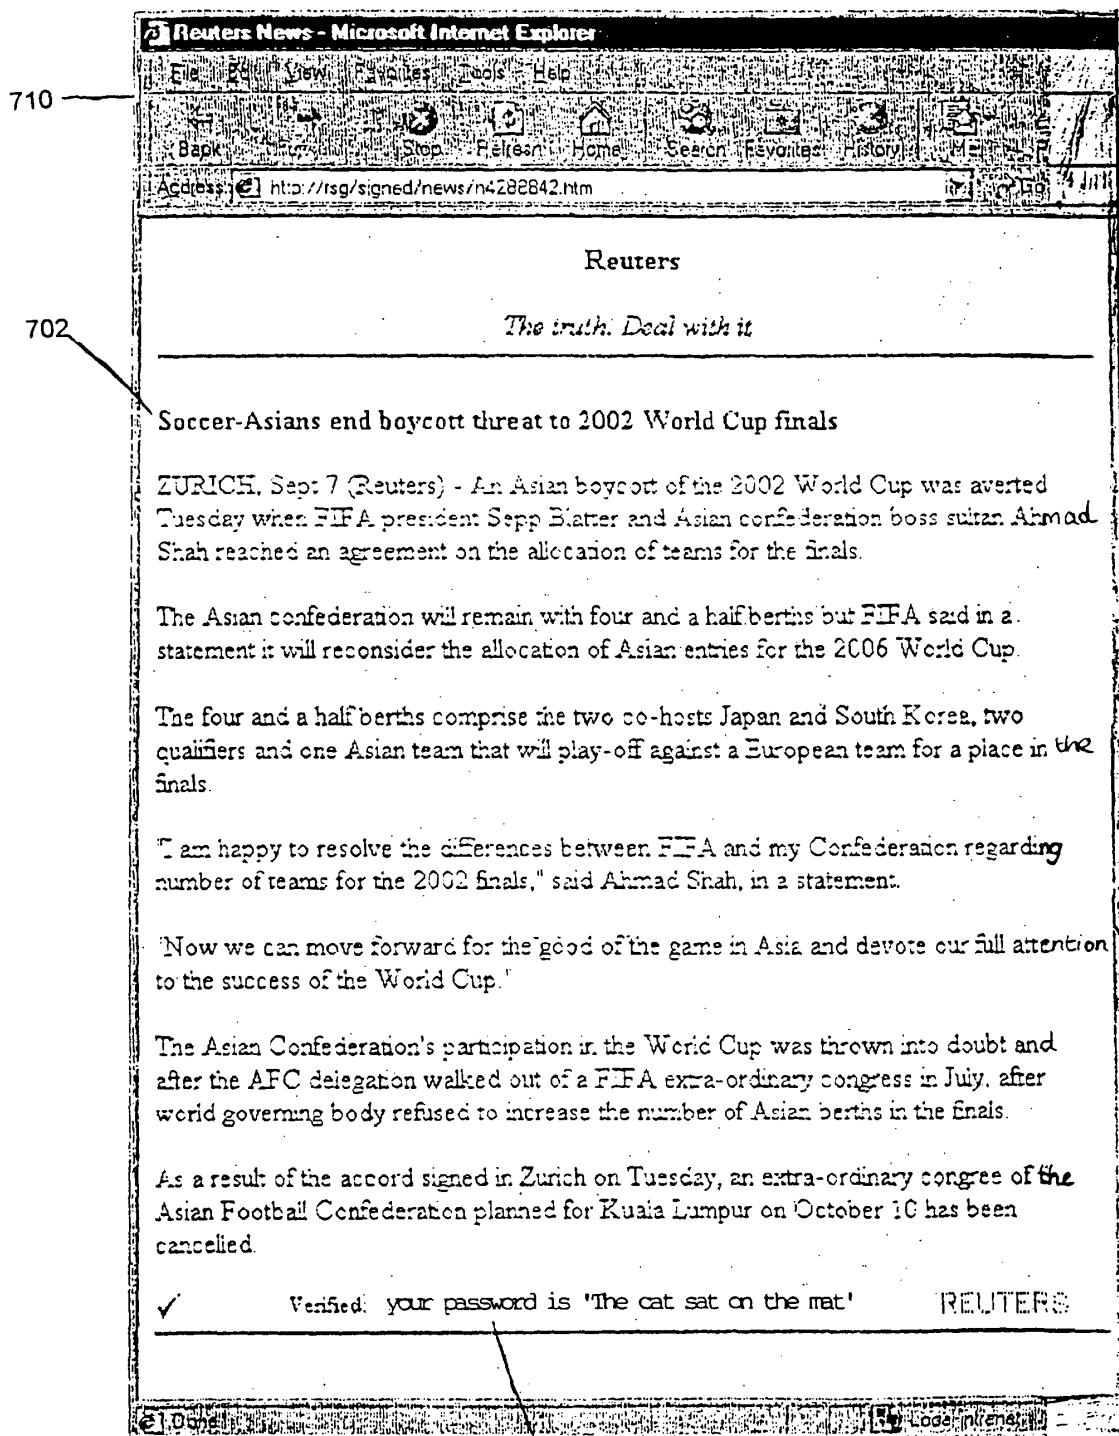 Reuters News - Microsoft Internet Explorer
File Edit View Favorites Tools Help
710
Back Stop Refresh Home Search Favorites History
Address http://rsg/signed/news/n4288842.htm Go
Reuters
The truth. Deal with it
702
Soccer-Asians end boycott threat to 2002 World Cup finals
ZURICH, Sept 7 (Reuters) - An Asian boycott of the 2002 World Cup was averted
Tuesday when FIFA president Sepp Blatter and Asian confederation boss sultan Ahmad
Shah reached an agreement on the allocation of teams for the finals.
The Asian confederation will remain with four and a half berths but FIFA said in a
statement it will reconsider the allocation of Asian entries for the 2006 World Cup.
The four and a half berths comprise the two co-hosts Japan and South Korea, two
qualifiers and one Asian team that will play-off against a European team for a place in the
finals.
"I am happy to resolve the differences between FIFA and my Confederation regarding
number of teams for the 2002 finals," said Ahmad Shah, in a statement.
"Now we can move forward for the good of the game in Asia and devote our full attention
to the success of the World Cup."
The Asian Confederation's participation in the World Cup was thrown into doubt and
after the AFC delegation walked out of a FIFA extra-ordinary congress in July, after
world governing body refused to increase the number of Asian berths in the finals.
As a result of the accord signed in Zurich on Tuesday, an extra-ordinary congree of the
Asian Football Confederation planned for Kuala Lumpur on October 10 has been
cancelled.
✓ Verified: your password is 'The cat sat on the mat' REUTERS
Done Local intranet